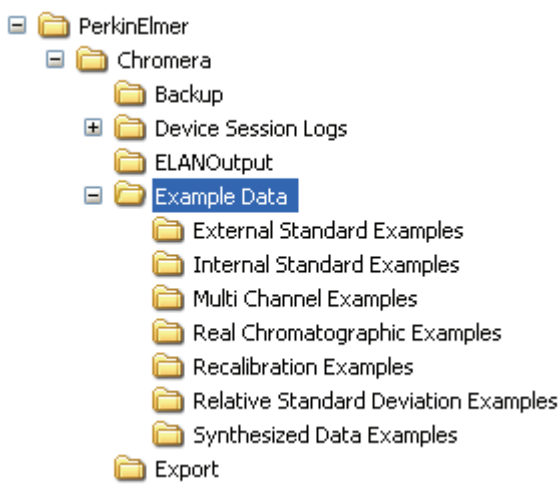 PerkinElmer
Chromera
Backup
Device Session Logs
ELANOutput
Example Data
External Standard Examples
Internal Standard Examples
Multi Channel Examples
Real Chromatographic Examples
Recalibration Examples
Relative Standard Deviation Examples
Synthesized Data Examples
Export